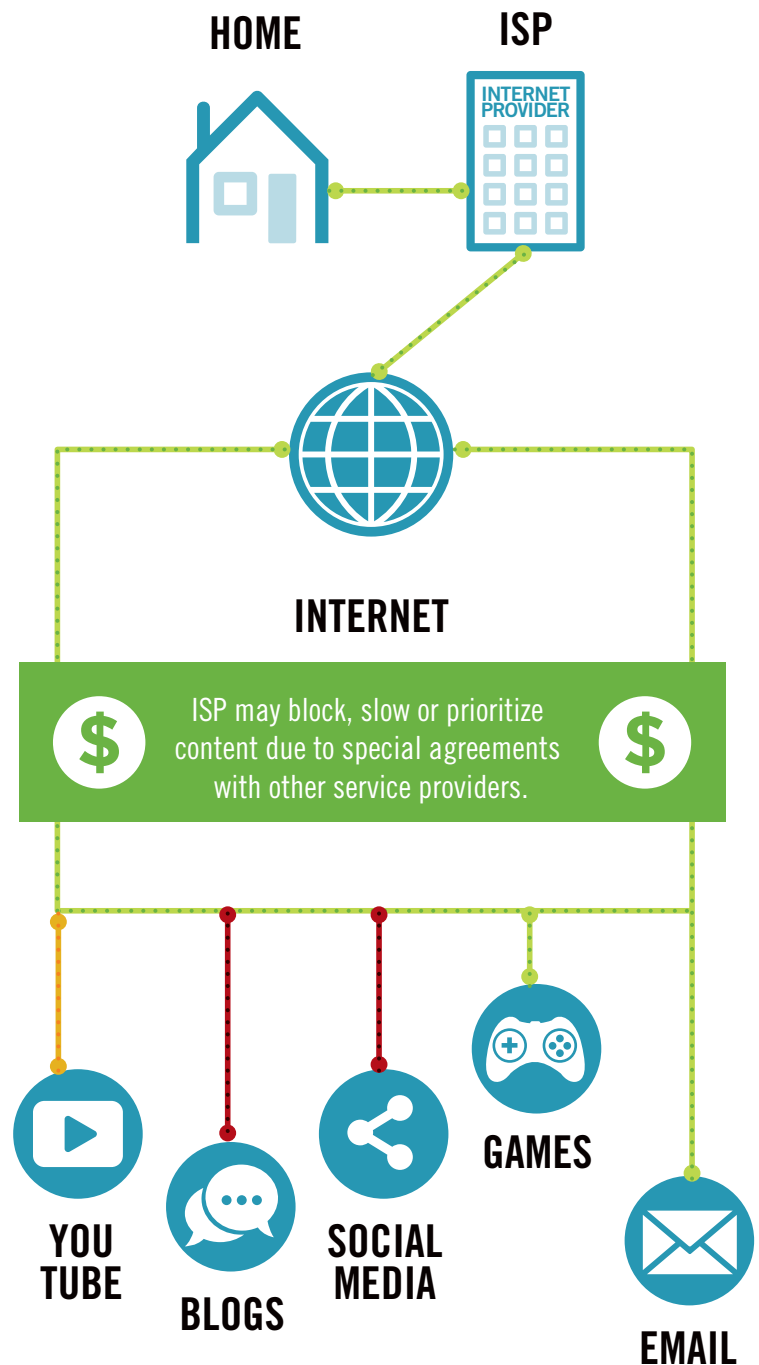 HOME
ISP
INTERNET
PROVIDER
INTERNET
$
ISP may block, slow or prioritize
content due to special agreements
with other service providers.
$
GAMES
YOU
TUBE
SOCIAL
MEDIA
BLOGS
EMAIL